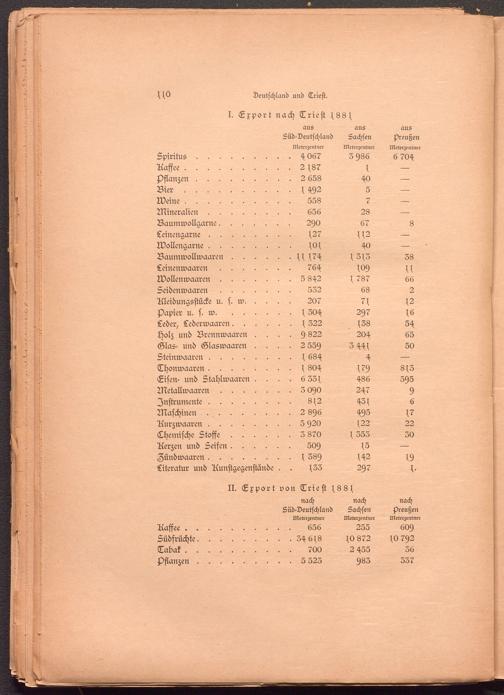 110 Deutschland und Triest.
I. Export nach Triest 1881
aus aus aus
Süd-Deutschland Sachsen Preußen
Meterzentner Meterzentner Meterzentner
Spiritus . . . . . . . . . 4 067 3 986 6 704
Kaffee . . . . . . . . . . 2 187 1 —
Pflanzen . . . . . . . . . 2 658 40 —
Bier . . . . . . . . . . 1 492 5 —
Weine . . . . . . . . . . 558 7 —
Mineralien . . . . . . . . 656 28 —
Baumwollgarne . . . . . . . 290 67 8
Leinengarne . . . . . . . . 127 112 —
Wollengarne . . . . . . . . 101 40 —
Baumwollwaaren . . . . . . 11 174 1 313 38
Leinenwaaren . . . . . . . 764 109 11
Wollenwaaren . . . . . . . 5 842 1 787 66
Seidenwaaren . . . . . . . 532 68 2
Kleidungsstücke u. s. w. . . . . 207 71 12
Papier u. s. w. . . . . . . . 1 504 297 16
Leder, Lederwaaren . . . . . . 1 322 138 54
Holz und Brennwaaren . . . . 9 822 204 65
Glas- und Glaswaaren . . . . . 2 559 3 441 50
Steinwaaren . . . . . . . . 1 684 4 —
Thonwaaren . . . . . . . . 1 804 179 813
Eisen- und Stahlwaaren . . . . 6 331 486 595
Metallwaaren . . . . . . . 3 090 247 9
Instrumente . . . . . . . . 812 431 6
Maschinen . . . . . . . . 2 896 495 17
Kurzwaaren . . . . . . . . 3 920 122 22
Chemische Stoffe . . . . . . 3 870 1 333 30
Kerzen und Seifen . . . . . . 509 15 —
Zündwaaren . . . . . . . . 1 389 142 19
Literatur und Kunstgegenstände . . 133 297 1.
II. Export von Triest 1881
nach nach nach
Süd-Deutschland Sachsen Preußen
Meterzentner Meterzentner Meterzentner
Kaffee . . . . . . . . . . 656 235 609
Südfrüchte . . . . . . . . . 34 618 10 872 10 792
Tabak . . . . . . . . . . 700 2 455 36
Pflanzen . . . . . . . . . 5 525 983 337